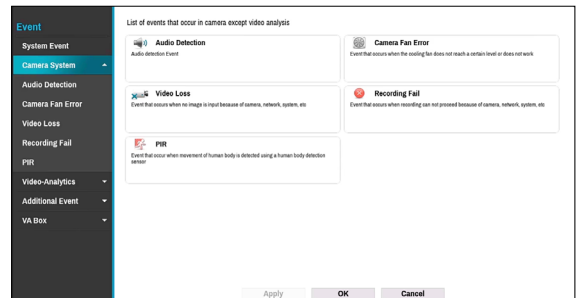 Event
System Event
Camera System
Audio Detection
Camera Fan Error
Video Loss
Recording Fail
PIR
Video-Analytics
Additional Event
VA Box
List of events that occur in camera except video analysis
Audio Detection
Audio detection Event
Camera Fan Error
Event that occurs when the cooling fan does not reach a certain level or does not work
Video Loss
Event that occurs when no image is input because of camera, network, system, etc
Recording Fail
Event that occurs when recording can not proceed because of camera, network, system, etc
PIR
Event that occur when movement of human body is detected using a human body detection
sensor
Apply
OK
Cancel